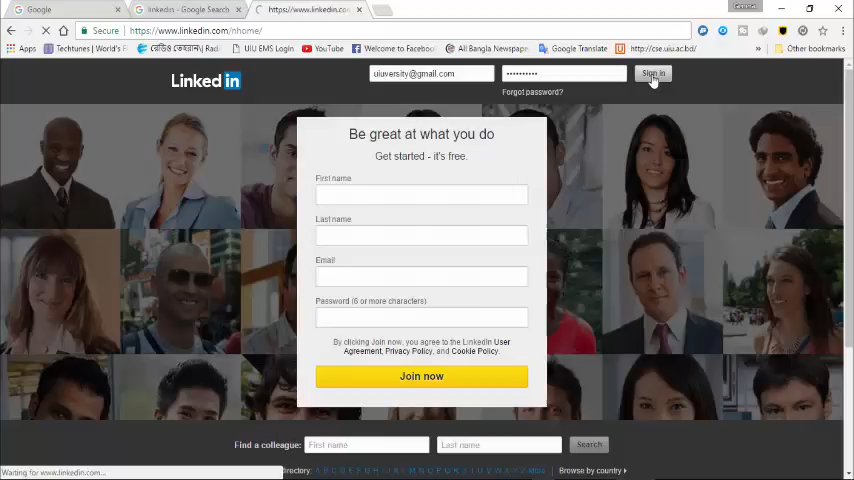 General
Google
linkedin - Google Search
https://www.linkedin.co
Secure https://www.linkedin.com/nhome/
Apps Techtunes | World's F রেডিও তেহরান\ Radi UIU EMS Login Welcome to Facebook All Bangla Newspaper Google Translate http://cse.uiu.ac.bd/ Other bookmarks
Linked in
uiuversity@gmail.com
••••••••••
Sign in
Forgot password?
Be great at what you do
Get started - it's free.
First name
Last name
Email
Password (6 or more characters)
By clicking Join now, you agree to the LinkedIn User
Agreement, Privacy Policy, and Cookie Policy.
Join now
Find a colleague: First name Last name Search
Waiting for www.linkedin.com...
directory: A B C D E F G H I J K L M N O P Q R S T U V W X Y Z More Browse by country